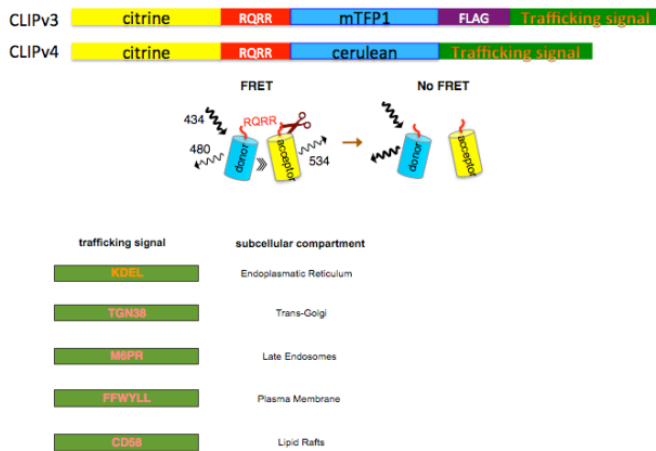 CLIPv3 citrine RQRR mTFP1 FLAG Trafficking signal
CLIPv4 citrine RQRR cerulean Trafficking signal
FRET No FRET
434 RQRR
480 donor acceptor 534 donor acceptor
trafficking signal subcellular compartment
KDEL Endoplasmatic Reticulum
TGN38 Trans-Golgi
M6PR Late Endosomes
FFWYLL Plasma Membrane
CD58 Lipid Rafts